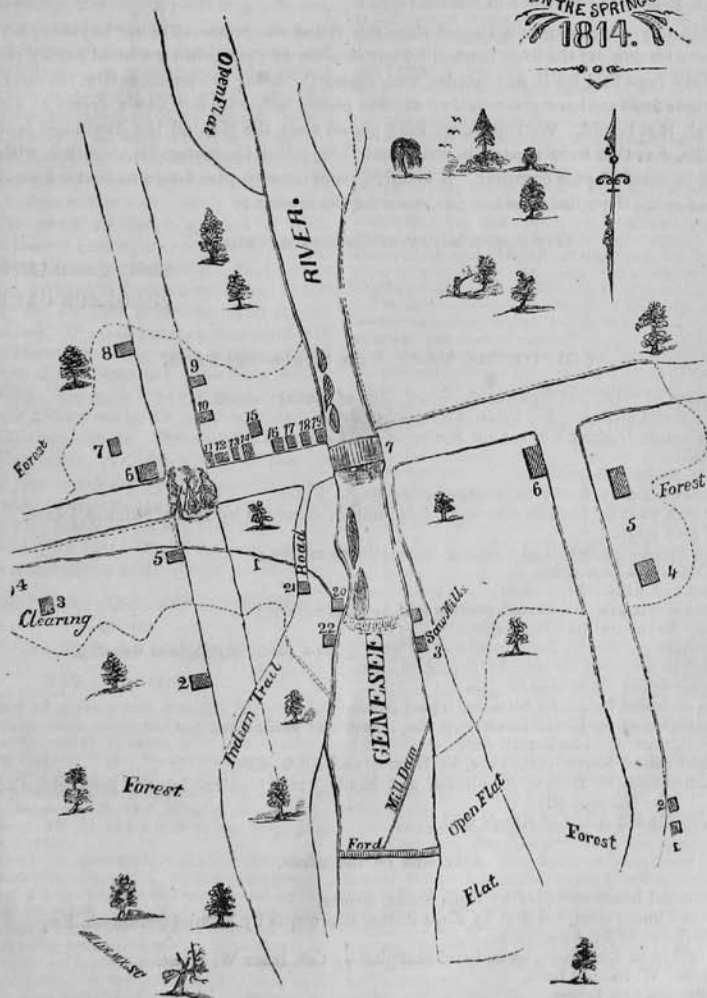 ON THE SPRING
1814.
Open Flat
RIVER.
8
9
10
15
11 12 13 14
16 17 18 19
7
6
7
Forest
6
Forest
5
5
1
Road
4
4
3
Clearing
21
20
22
Saw Mills
3
2
Indian Trail
GENESEE
Mill Dam
Open Flat
Forest
Ford
Flat
Forest
2
1